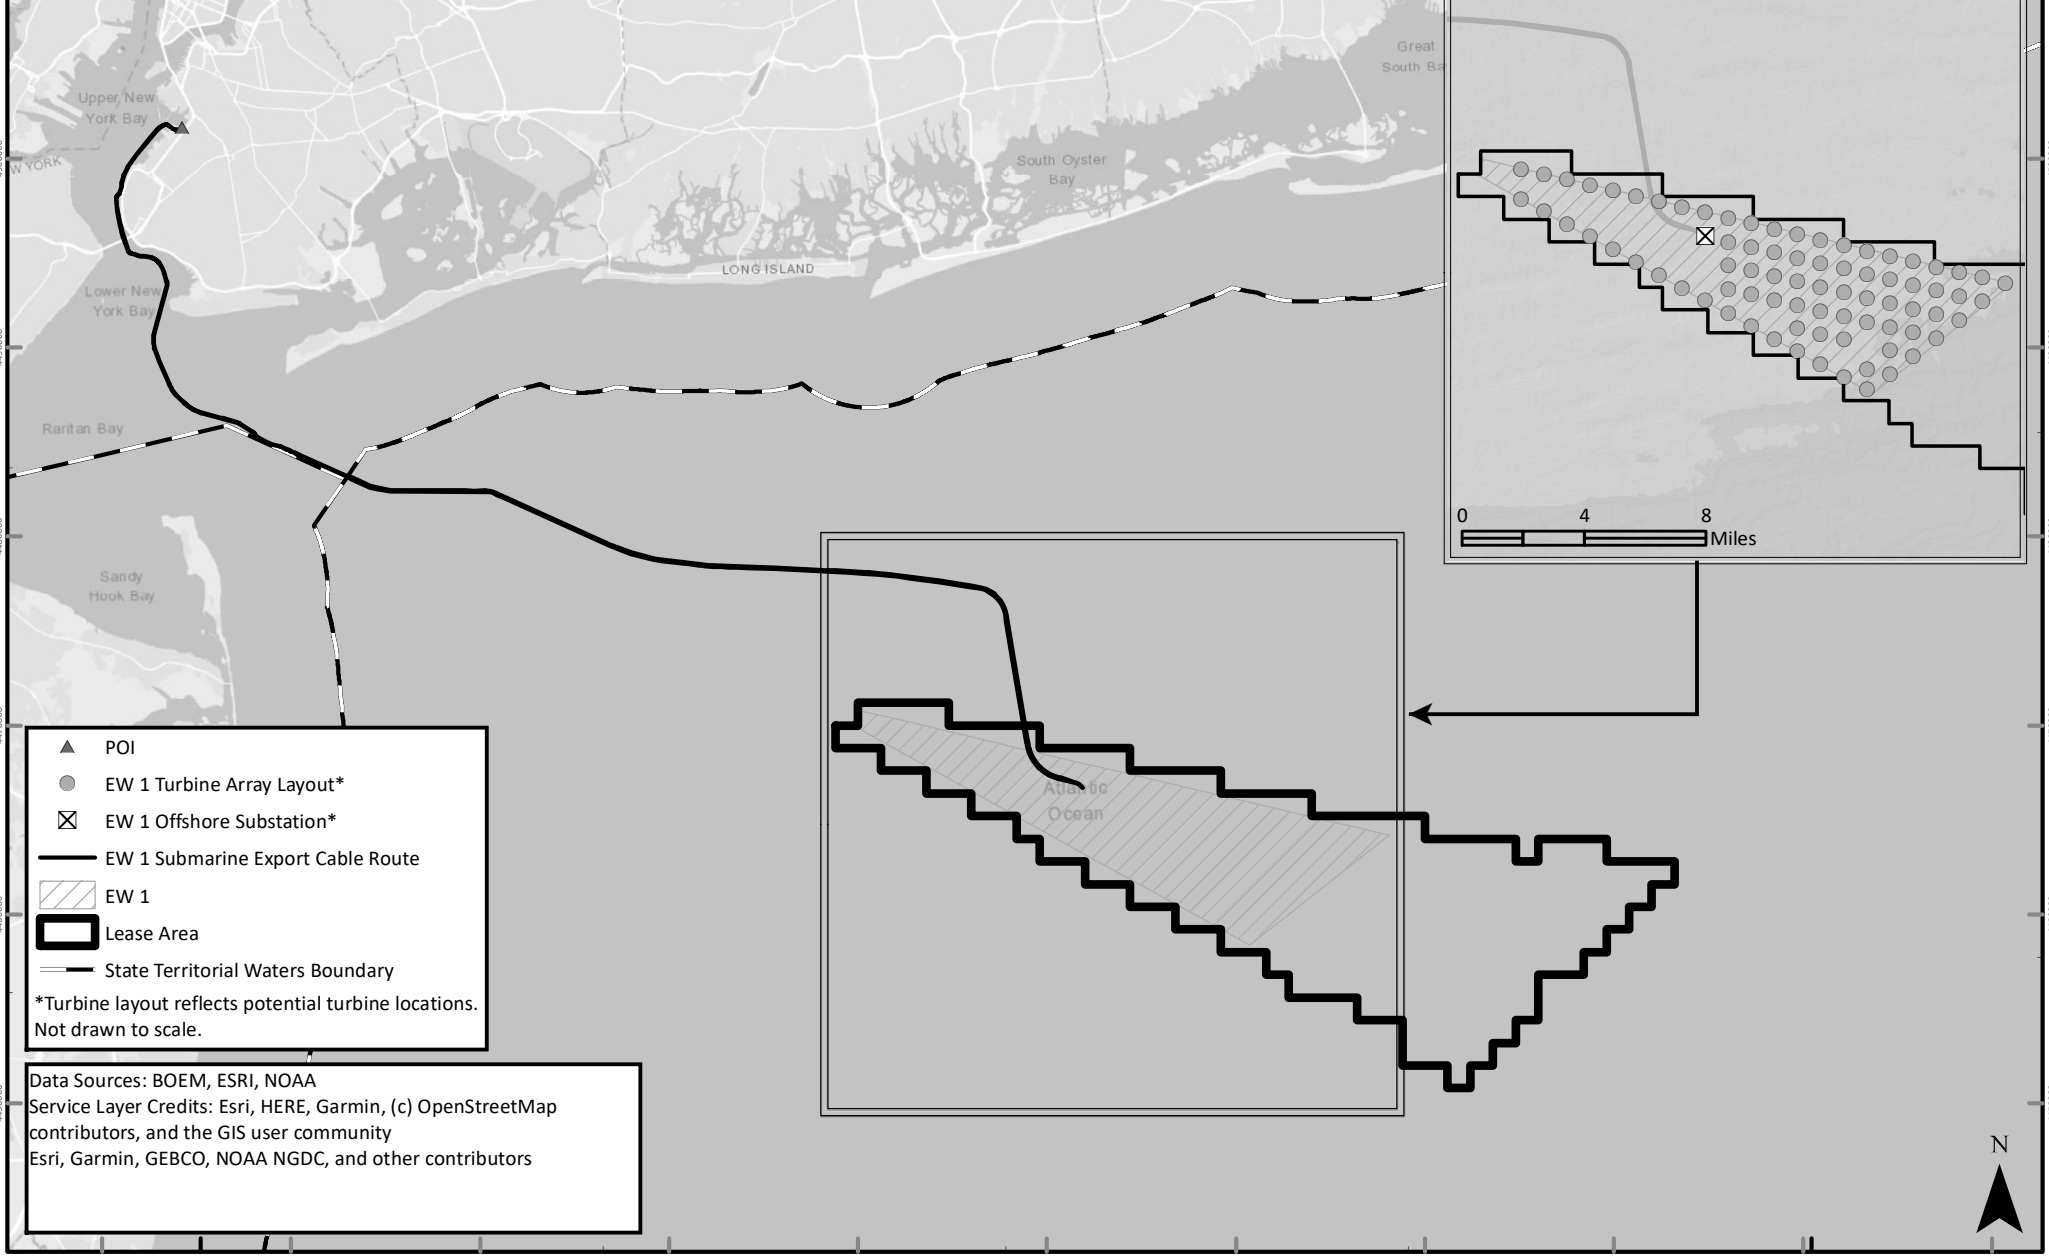 Great
South Ba
Upper New
York Bay
W YORK
South Oyster
Bay
LONG ISLAND
Lower New
York Bay
Raritan Bay
Sandy
Hook Bay
0 4 8
Miles
Atlantic
Ocean
POI
EW 1 Turbine Array Layout*
EW 1 Offshore Substation*
EW 1 Submarine Export Cable Route
EW 1
Lease Area
State Territorial Waters Boundary
*Turbine layout reflects potential turbine locations.
Not drawn to scale.
Data Sources: BOEM, ESRI, NOAA
Service Layer Credits: Esri, HERE, Garmin, (c) OpenStreetMap
contributors, and the GIS user community
Esri, Garmin, GEBCO, NOAA NGDC, and other contributors
N